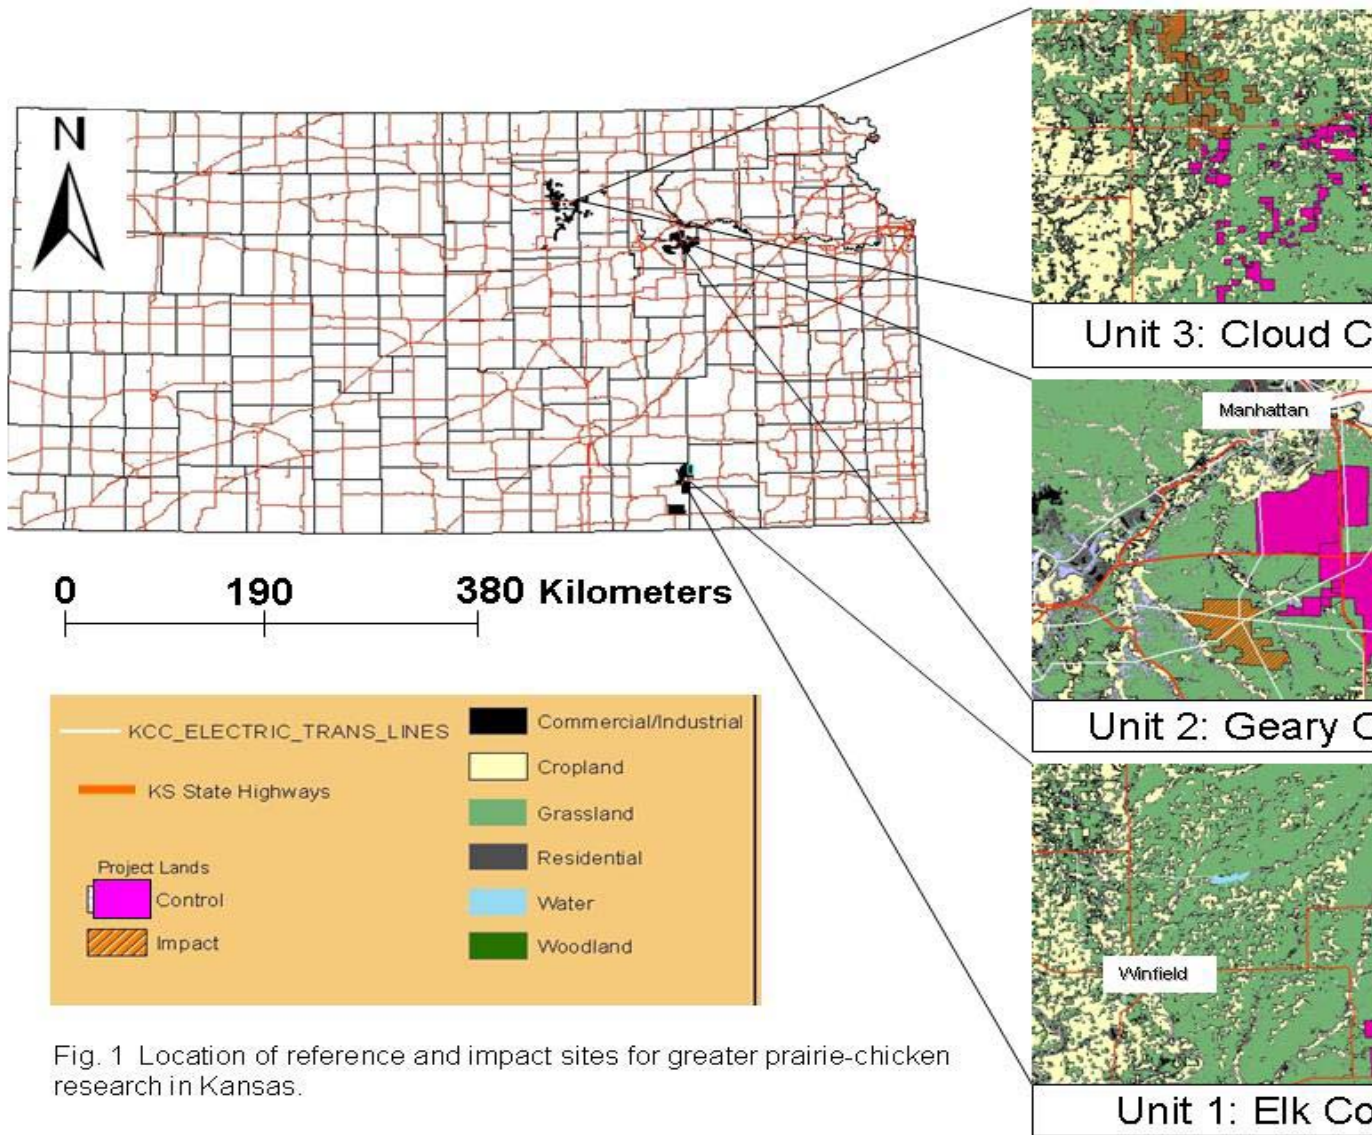 N
0 190 380 Kilometers
KCC_ELECTRIC_TRANS_LINES
KS State Highways
Project Lands
Control
Impact
Commercial/Industrial
Cropland
Grassland
Residential
Water
Woodland
Fig. 1 Location of reference and impact sites for greater prairie-chicken
research in Kansas.
Unit 3: Cloud C
Manhattan
Unit 2: Geary C
Winfield
Unit 1: Elk Co